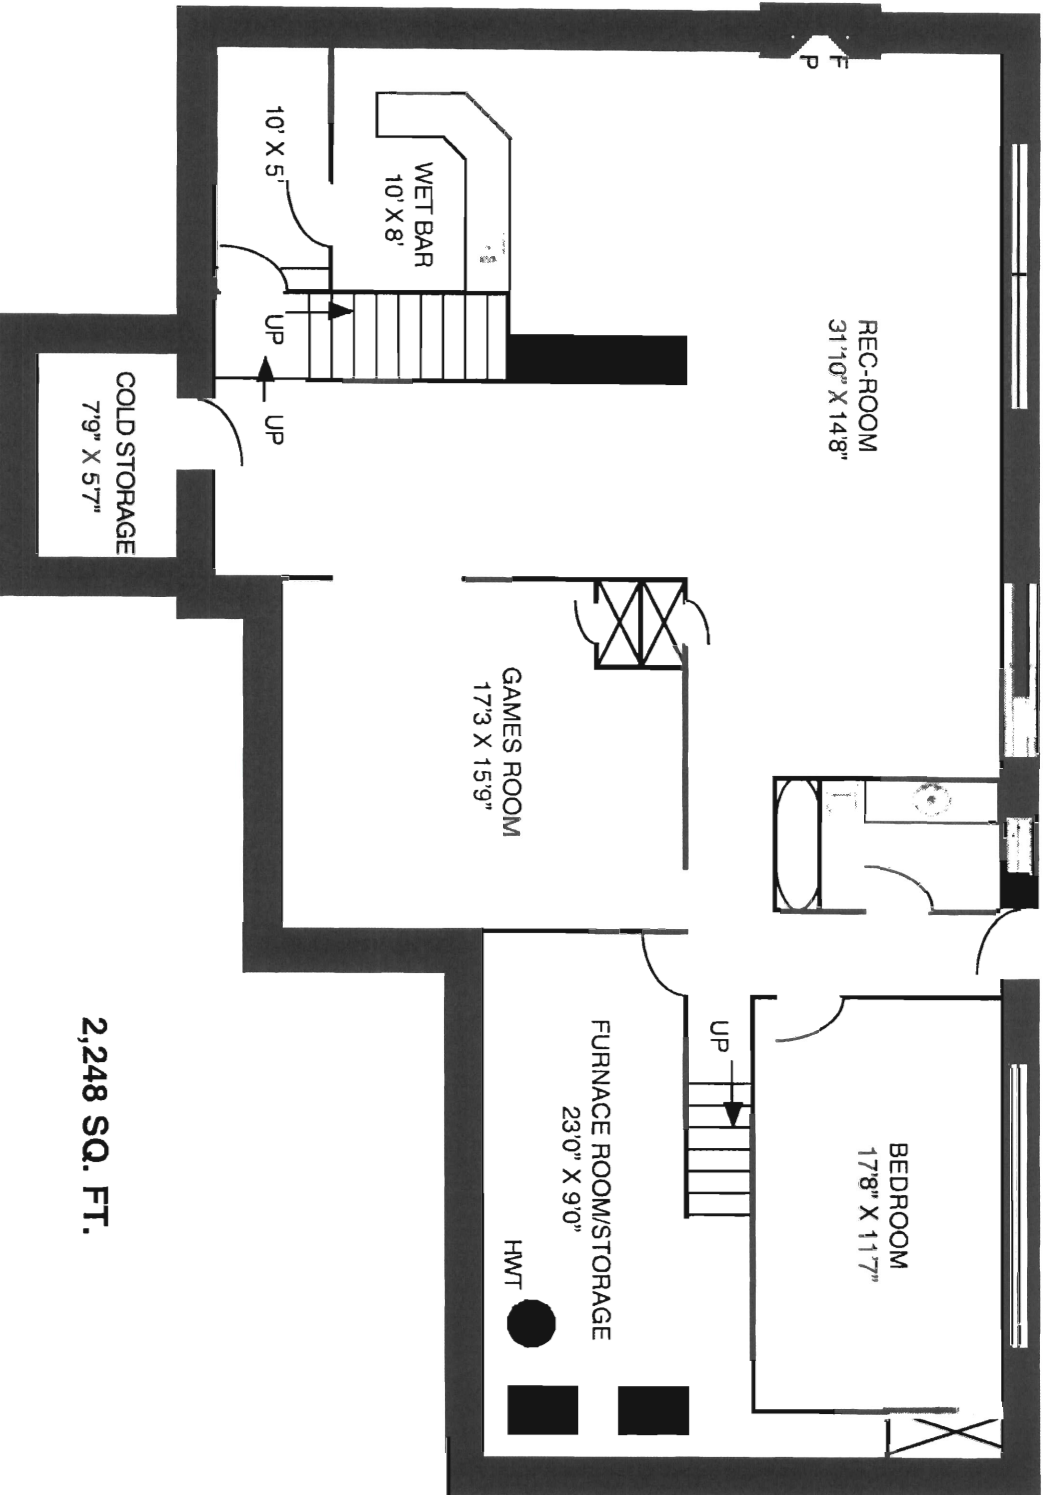 F
P
REC-ROOM
31'10" X 14'8"
BEDROOM
17'8" X 11'7"
WET BAR
10' X 8'
10' X 5'
UP
UP
UP
GAMES ROOM
17'3 X 15'9"
FURNACE ROOM/STORAGE
23'0" X 9'0"
HWT
COLD STORAGE
7'9" X 5'7"
2,248 SQ. FT.